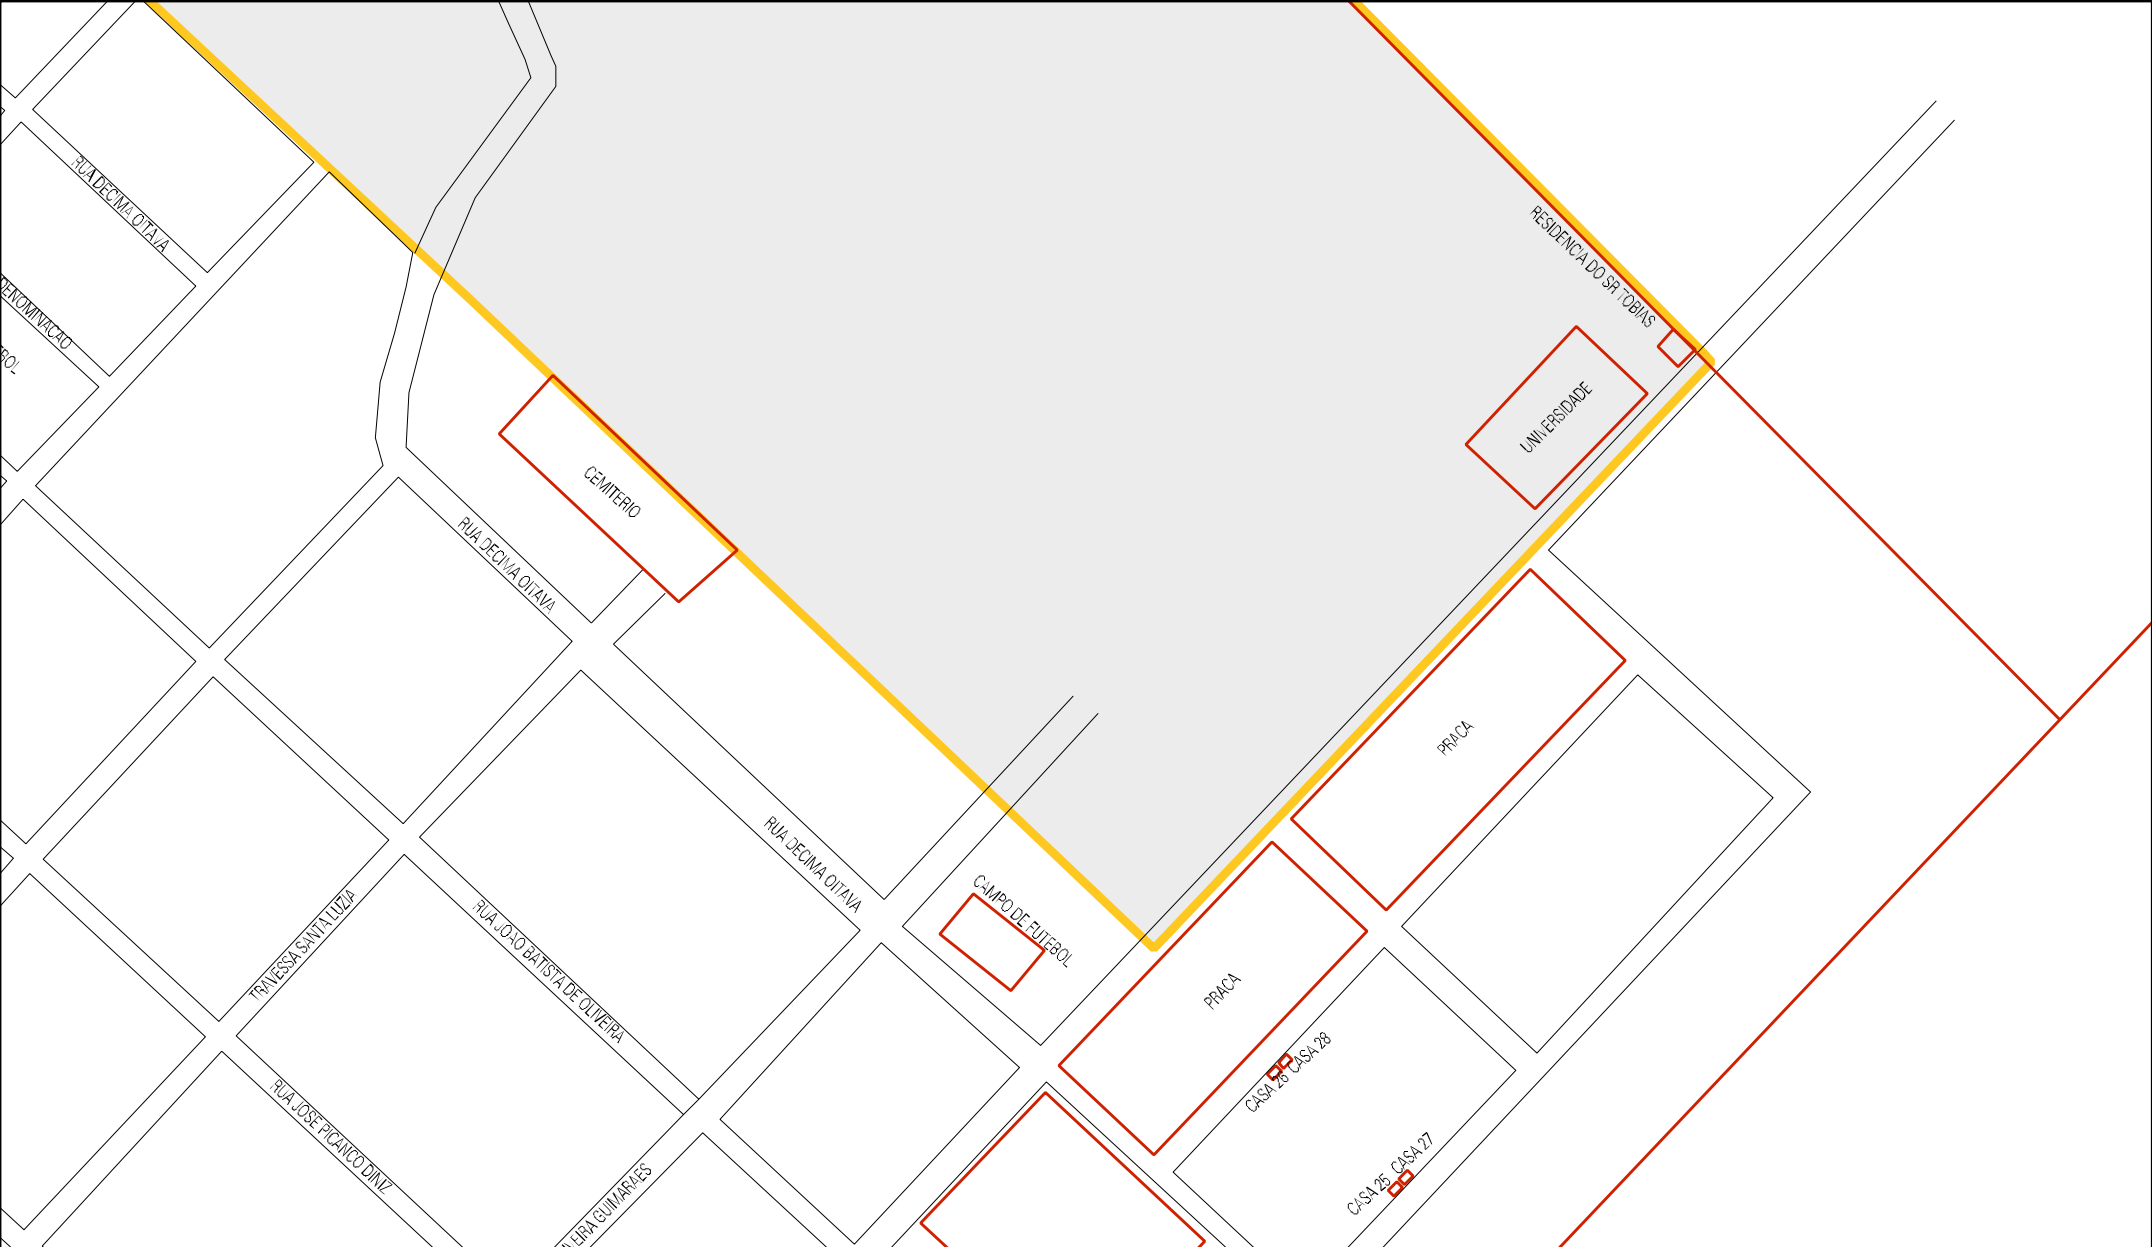 RUA DECIMA OITAVA
RESIDENCIA DO SR TOBIAS
DENOMINACAO
UNIVERSIDADE
CEMITERIO
RUA DECIMA OITAVA
PRACA
RUA DECIMA OITAVA
CAMPO DE FUTEBOL
TRAVESSA SANTA LUZIA
RUA JOAO BATISTA DE OLIVEIRA
PRACA
CASA 28
CASA 26
RUA JOSE PICANCO DINIZ
CASA 27
CASA 25
EIRA GUIMARAES